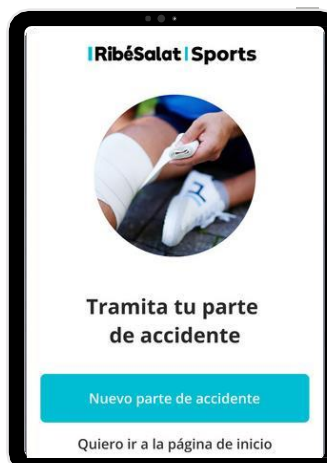 RibéSalat Sports
Tramita tu parte
de accidente
Nuevo parte de accidente
Quiero ir a la página de inicio